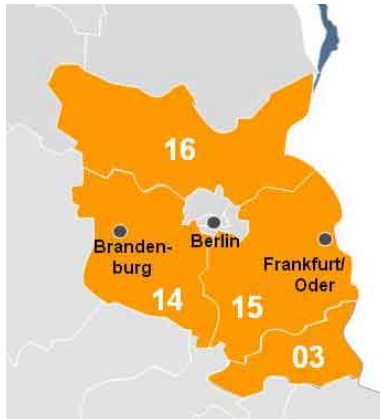 16
Berlin
Branden-
burg
Frankfurt/
Oder
14
15
03